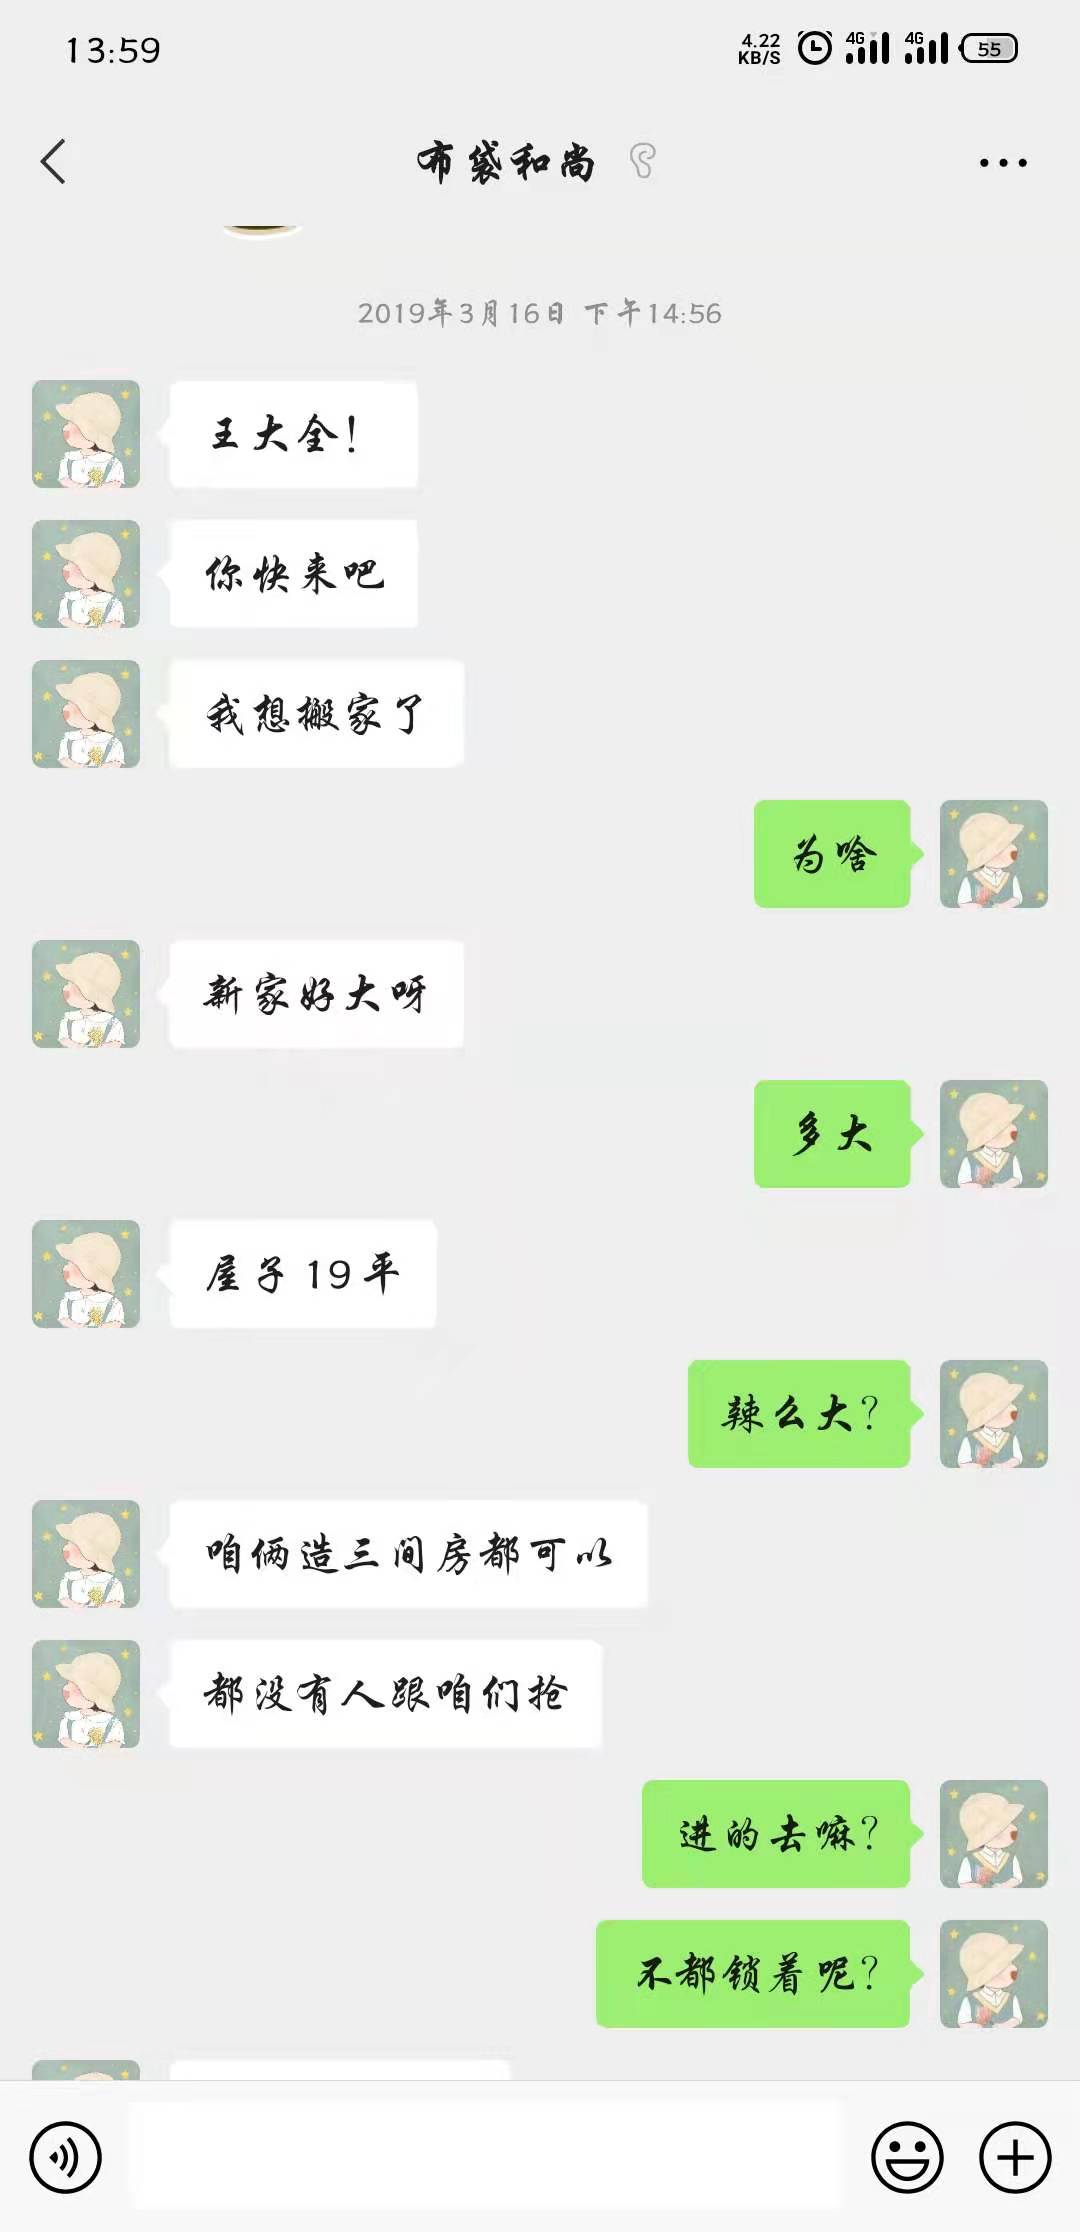 13:59
4.22 KB/S 4G 4G 55
布袋和尚
2019年3月16日 下午14:56
王大全!
你快来吧
我想搬家了
为啥
新家好大呀
多大
屋子19平
辣么大?
咱俩造三间房都可以
都没有人跟咱们抢
进的去嘛?
不都锁着呢?